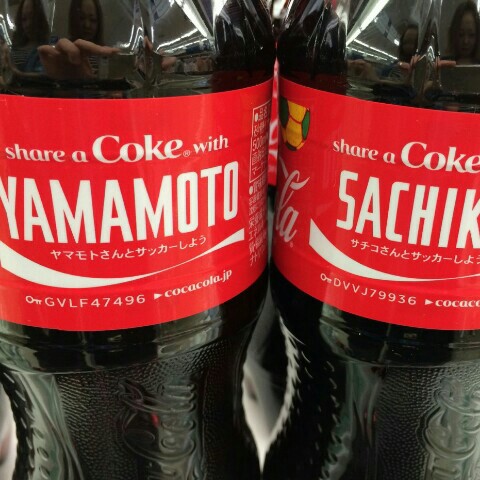 share a Coke® with
YAMAMOTO
ヤマモトさんとサッカーしよう
GVLF47496 ►cocacola.jp
share a Coke
SACHIK
サチコさんとサッカーしよう
DVVJ79936 ►cocacola